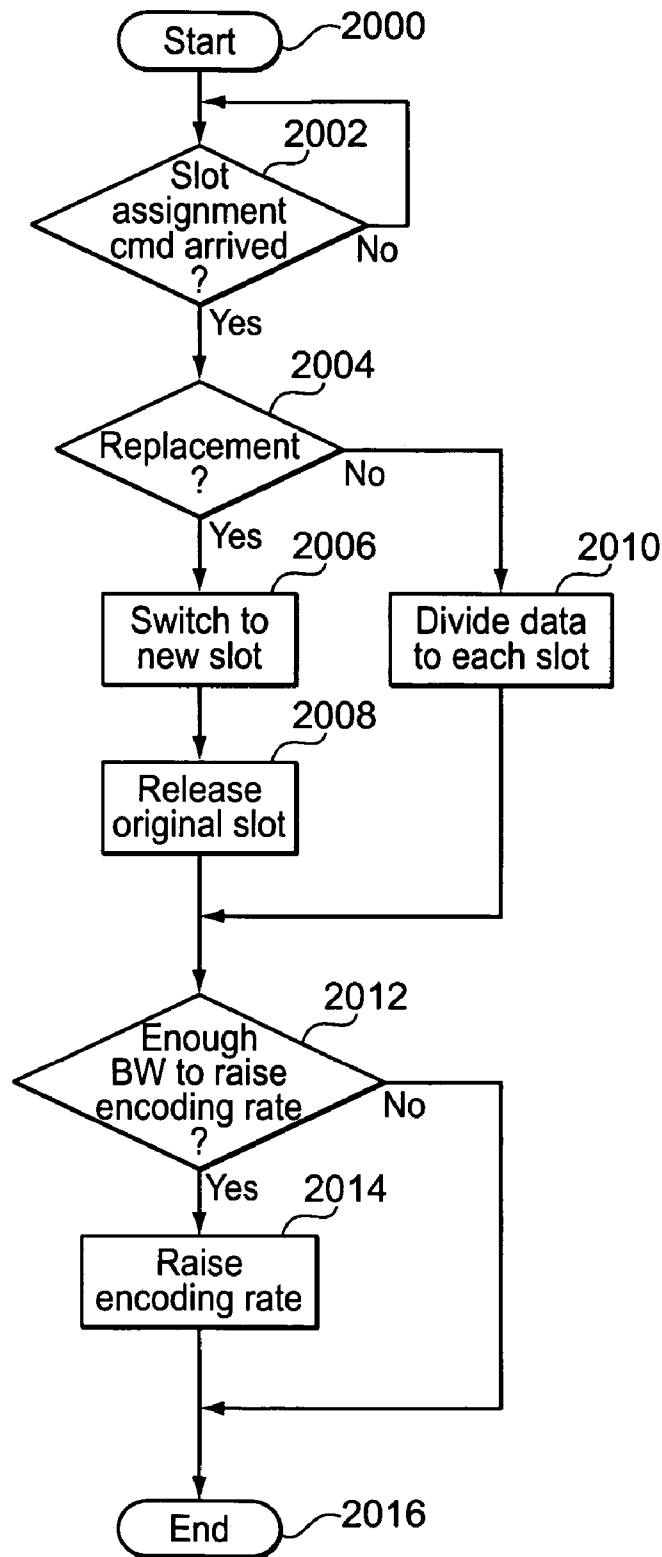 Start
2000
2002
Slot
assignment
cmd arrived
?
No
Yes
2004
Replacement
?
No
Yes
2006
Switch to
new slot
2010
Divide data
to each slot
2008
Release
original slot
2012
Enough
BW to raise
encoding rate
?
No
Yes
2014
Raise
encoding rate
End
2016